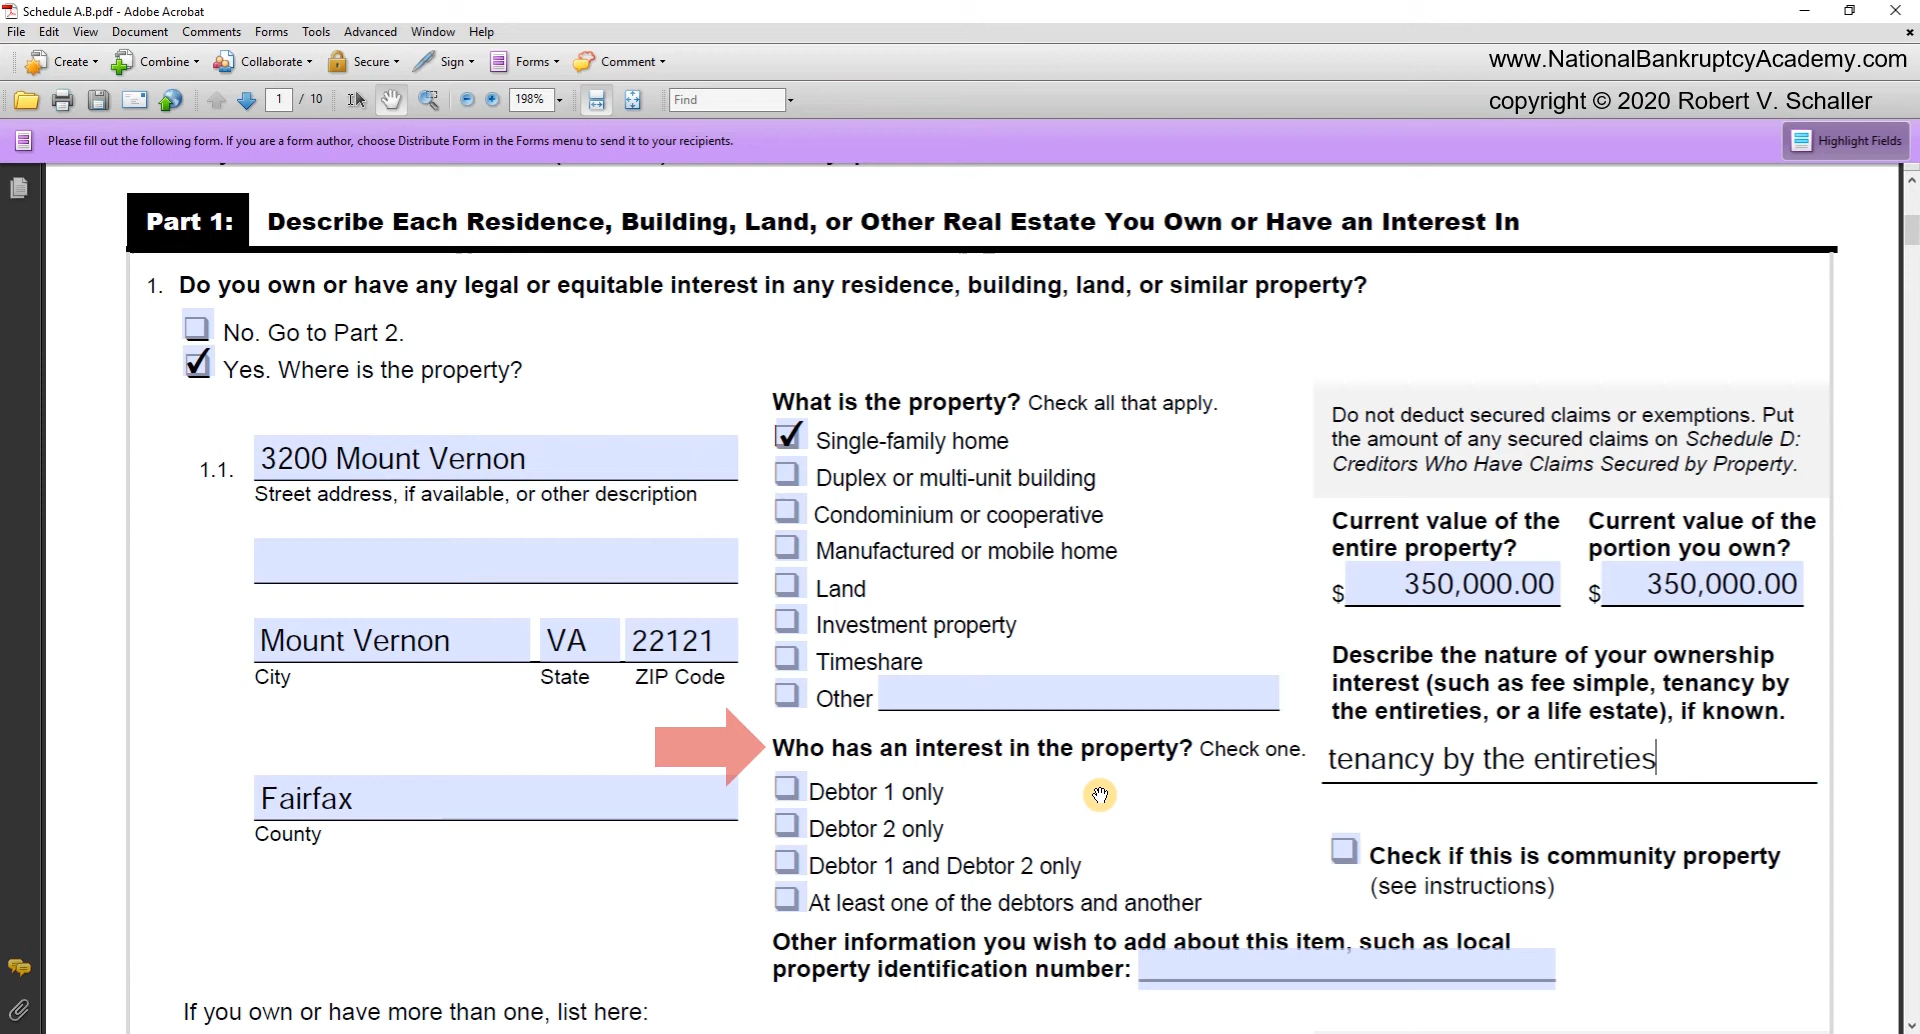 Schedule A.B.pdf - Adobe Acrobat
File Edit View Document Comments Forms Tools Advanced Window Help
Create Combine Collaborate Secure Sign Forms Comment
www.NationalBankruptcyAcademy.com
1 / 10 198% Find
copyright © 2020 Robert V. Schaller
Please fill out the following form. If you are a form author, choose Distribute Form in the Forms menu to send it to your recipients.
Highlight Fields
Part 1: Describe Each Residence, Building, Land, or Other Real Estate You Own or Have an Interest In
1. Do you own or have any legal or equitable interest in any residence, building, land, or similar property?
No. Go to Part 2.
Yes. Where is the property?
1.1. 3200 Mount Vernon
Street address, if available, or other description
Mount Vernon VA 22121
City State ZIP Code
Fairfax
County
What is the property? Check all that apply.
Single-family home
Duplex or multi-unit building
Condominium or cooperative
Manufactured or mobile home
Land
Investment property
Timeshare
Other
Who has an interest in the property? Check one.
Debtor 1 only
Debtor 2 only
Debtor 1 and Debtor 2 only
At least one of the debtors and another
Other information you wish to add about this item, such as local
property identification number:
Do not deduct secured claims or exemptions. Put
the amount of any secured claims on Schedule D:
Creditors Who Have Claims Secured by Property.
Current value of the
entire property?
$ 350,000.00
Current value of the
portion you own?
$ 350,000.00
Describe the nature of your ownership
interest (such as fee simple, tenancy by
the entireties, or a life estate), if known.
tenancy by the entireties
Check if this is community property
(see instructions)
If you own or have more than one, list here: